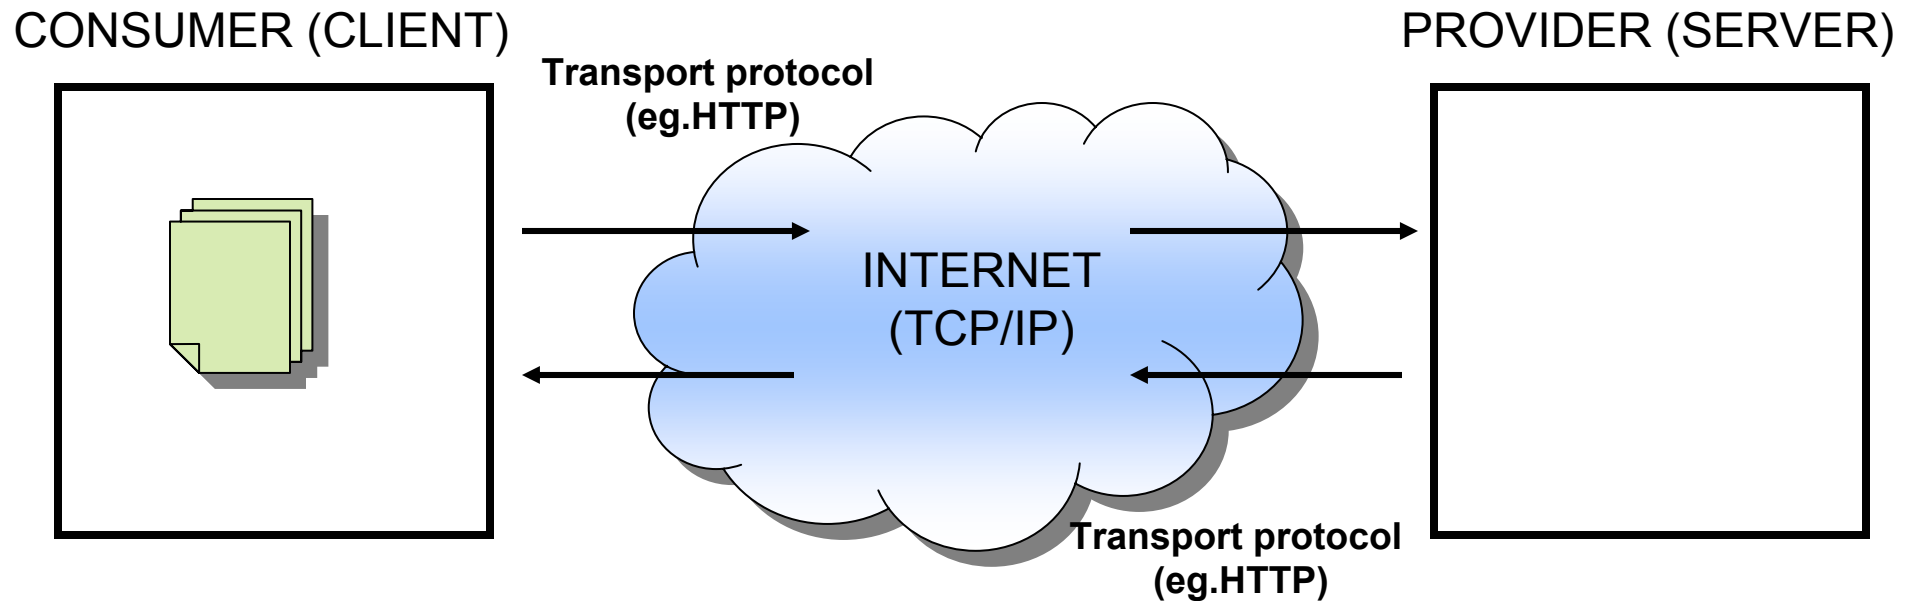 CONSUMER (CLIENT)
PROVIDER (SERVER)
Transport protocol
(eg.HTTP)
INTERNET
(TCP/IP)
Transport protocol
(eg.HTTP)